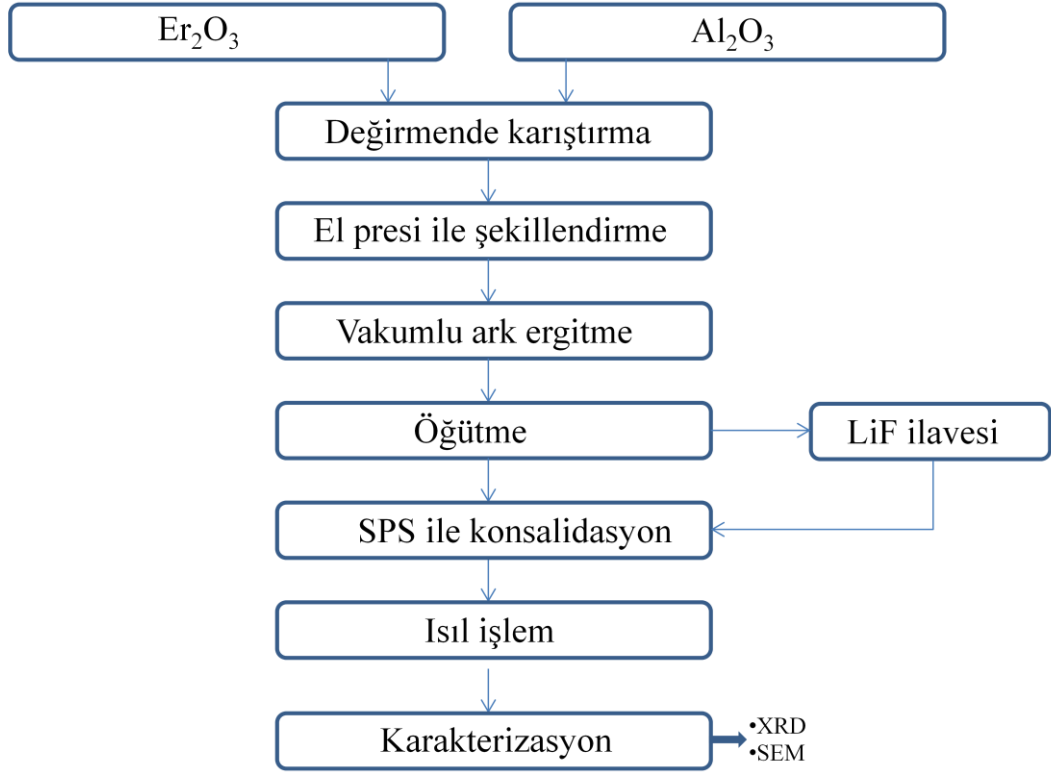 Er₂O₃
Al₂O₃
Değirmende karıştırma
El presi ile şekillendirme
Vakumlu ark ergitme
Öğütme
LiF ilavesi
SPS ile konsalidasyon
Isıl işlem
Karakterizasyon
•XRD
•SEM